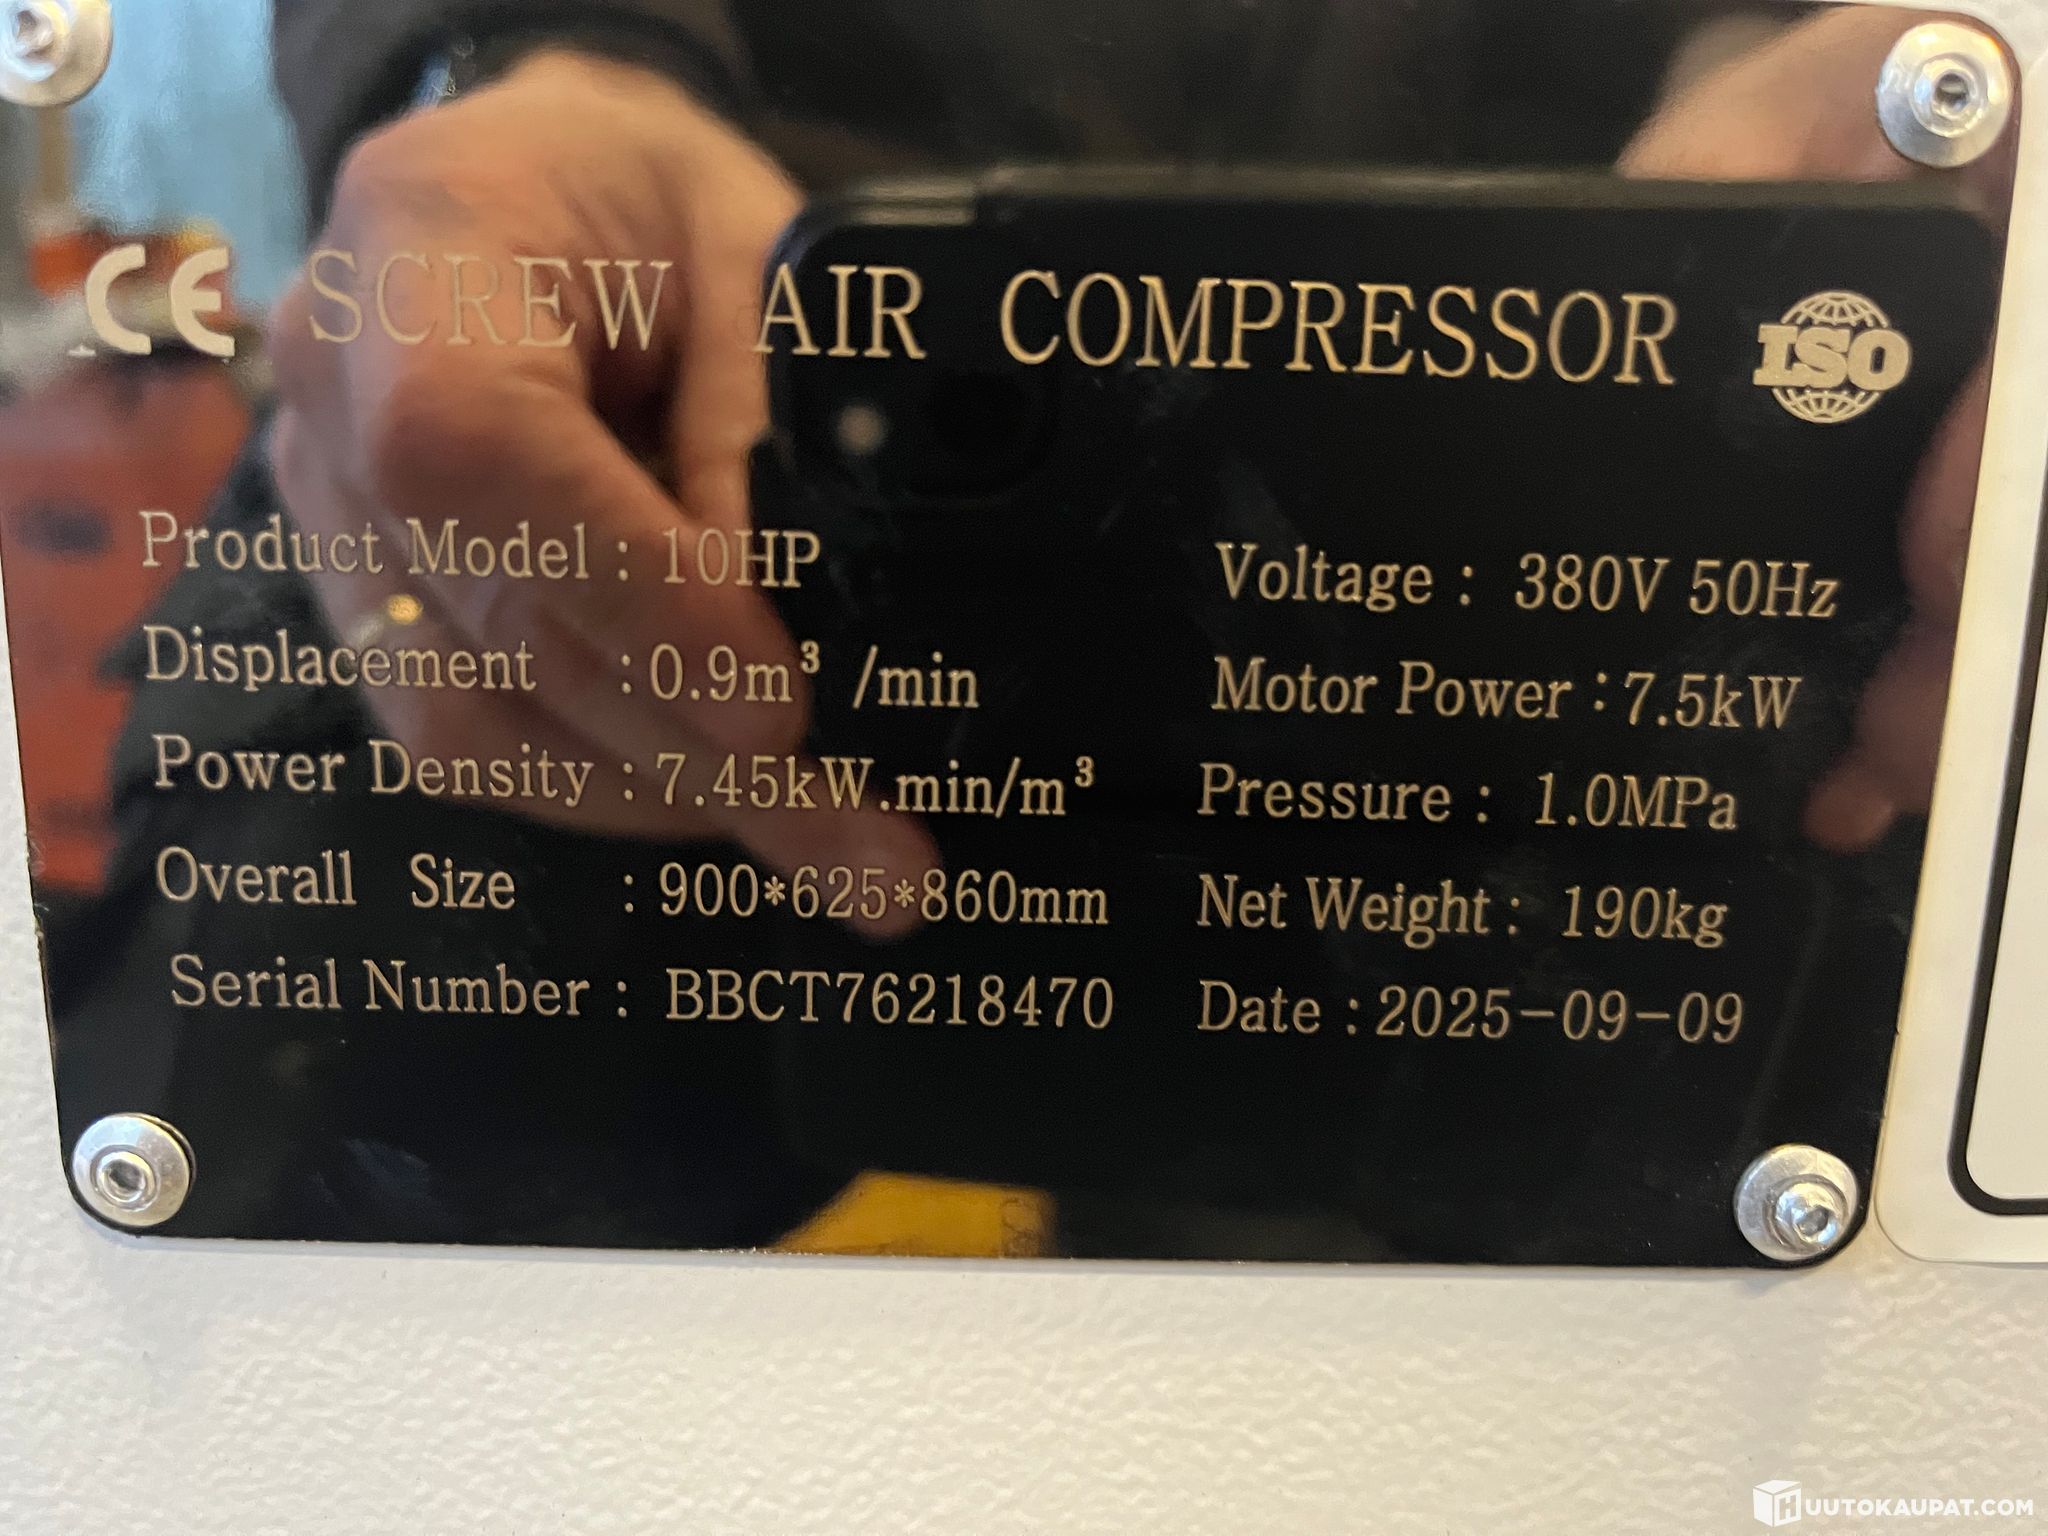 CE SCREW AIR COMPRESSOR ISO
Product Model : 10HP
Voltage : 380V 50Hz
Displacement : 0.9m³ /min
Motor Power : 7.5kW
Power Density : 7.45kW.min/m³
Pressure : 1.0MPa
Overall Size : 900*625*860mm
Net Weight : 190kg
Serial Number : BBCT76218470
Date : 2025-09-09
HUUTOKAUPAT.COM